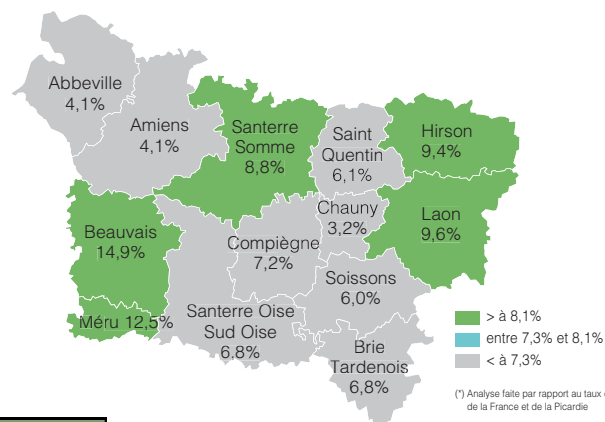 Abbeville
4,1%
Amiens
4,1%
Santerre
Somme
8,8%
Saint
Quentin
6,1%
Hirson
9,4%
Beauvais
14,9%
Compiègne
7,2%
Chauny
3,2%
Laon
9,6%
Soissons
6,0%
Méru 12,5%
Santerre Oise
Sud Oise
6,8%
Brie
Tardenois
6,8%
> à 8,1%
entre 7,3% et 8,1%
< à 7,3%
(*) Analyse faite par rapport au taux
de la France et de la Picardie